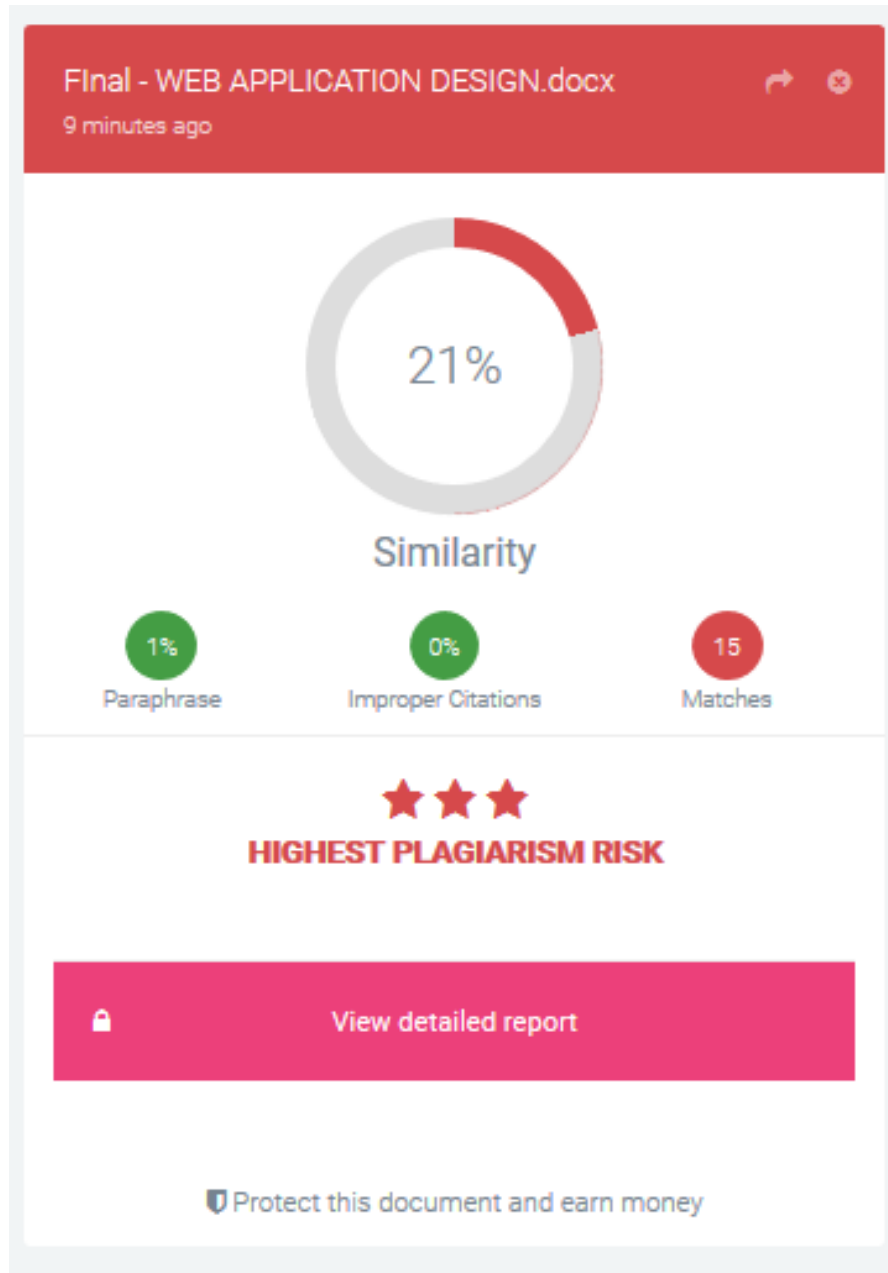 FInal - WEB APPLICATION DESIGN.docx
9 minutes ago
21%
Similarity
1%
Paraphrase
0%
Improper Citations
15
Matches
HIGHEST PLAGIARISM RISK
View detailed report
Protect this document and earn money